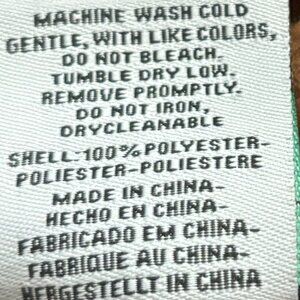 MACHINE WASH COLD
GENTLE, WITH LIKE COLORS,
DO NOT BLEACH.
TUMBLE DRY LOW.
REMOVE PROMPTLY.
DO NOT IRON,
DRYCLEANABLE
SHELL: 100% POLYESTER-
POLIESTER-POLIESTERE
MADE IN CHINA-
HECHO EN CHINA-
FABRICADO EM CHINA-
FABRIQUE AU CHINA-
HERGESTELLT IN CHINA